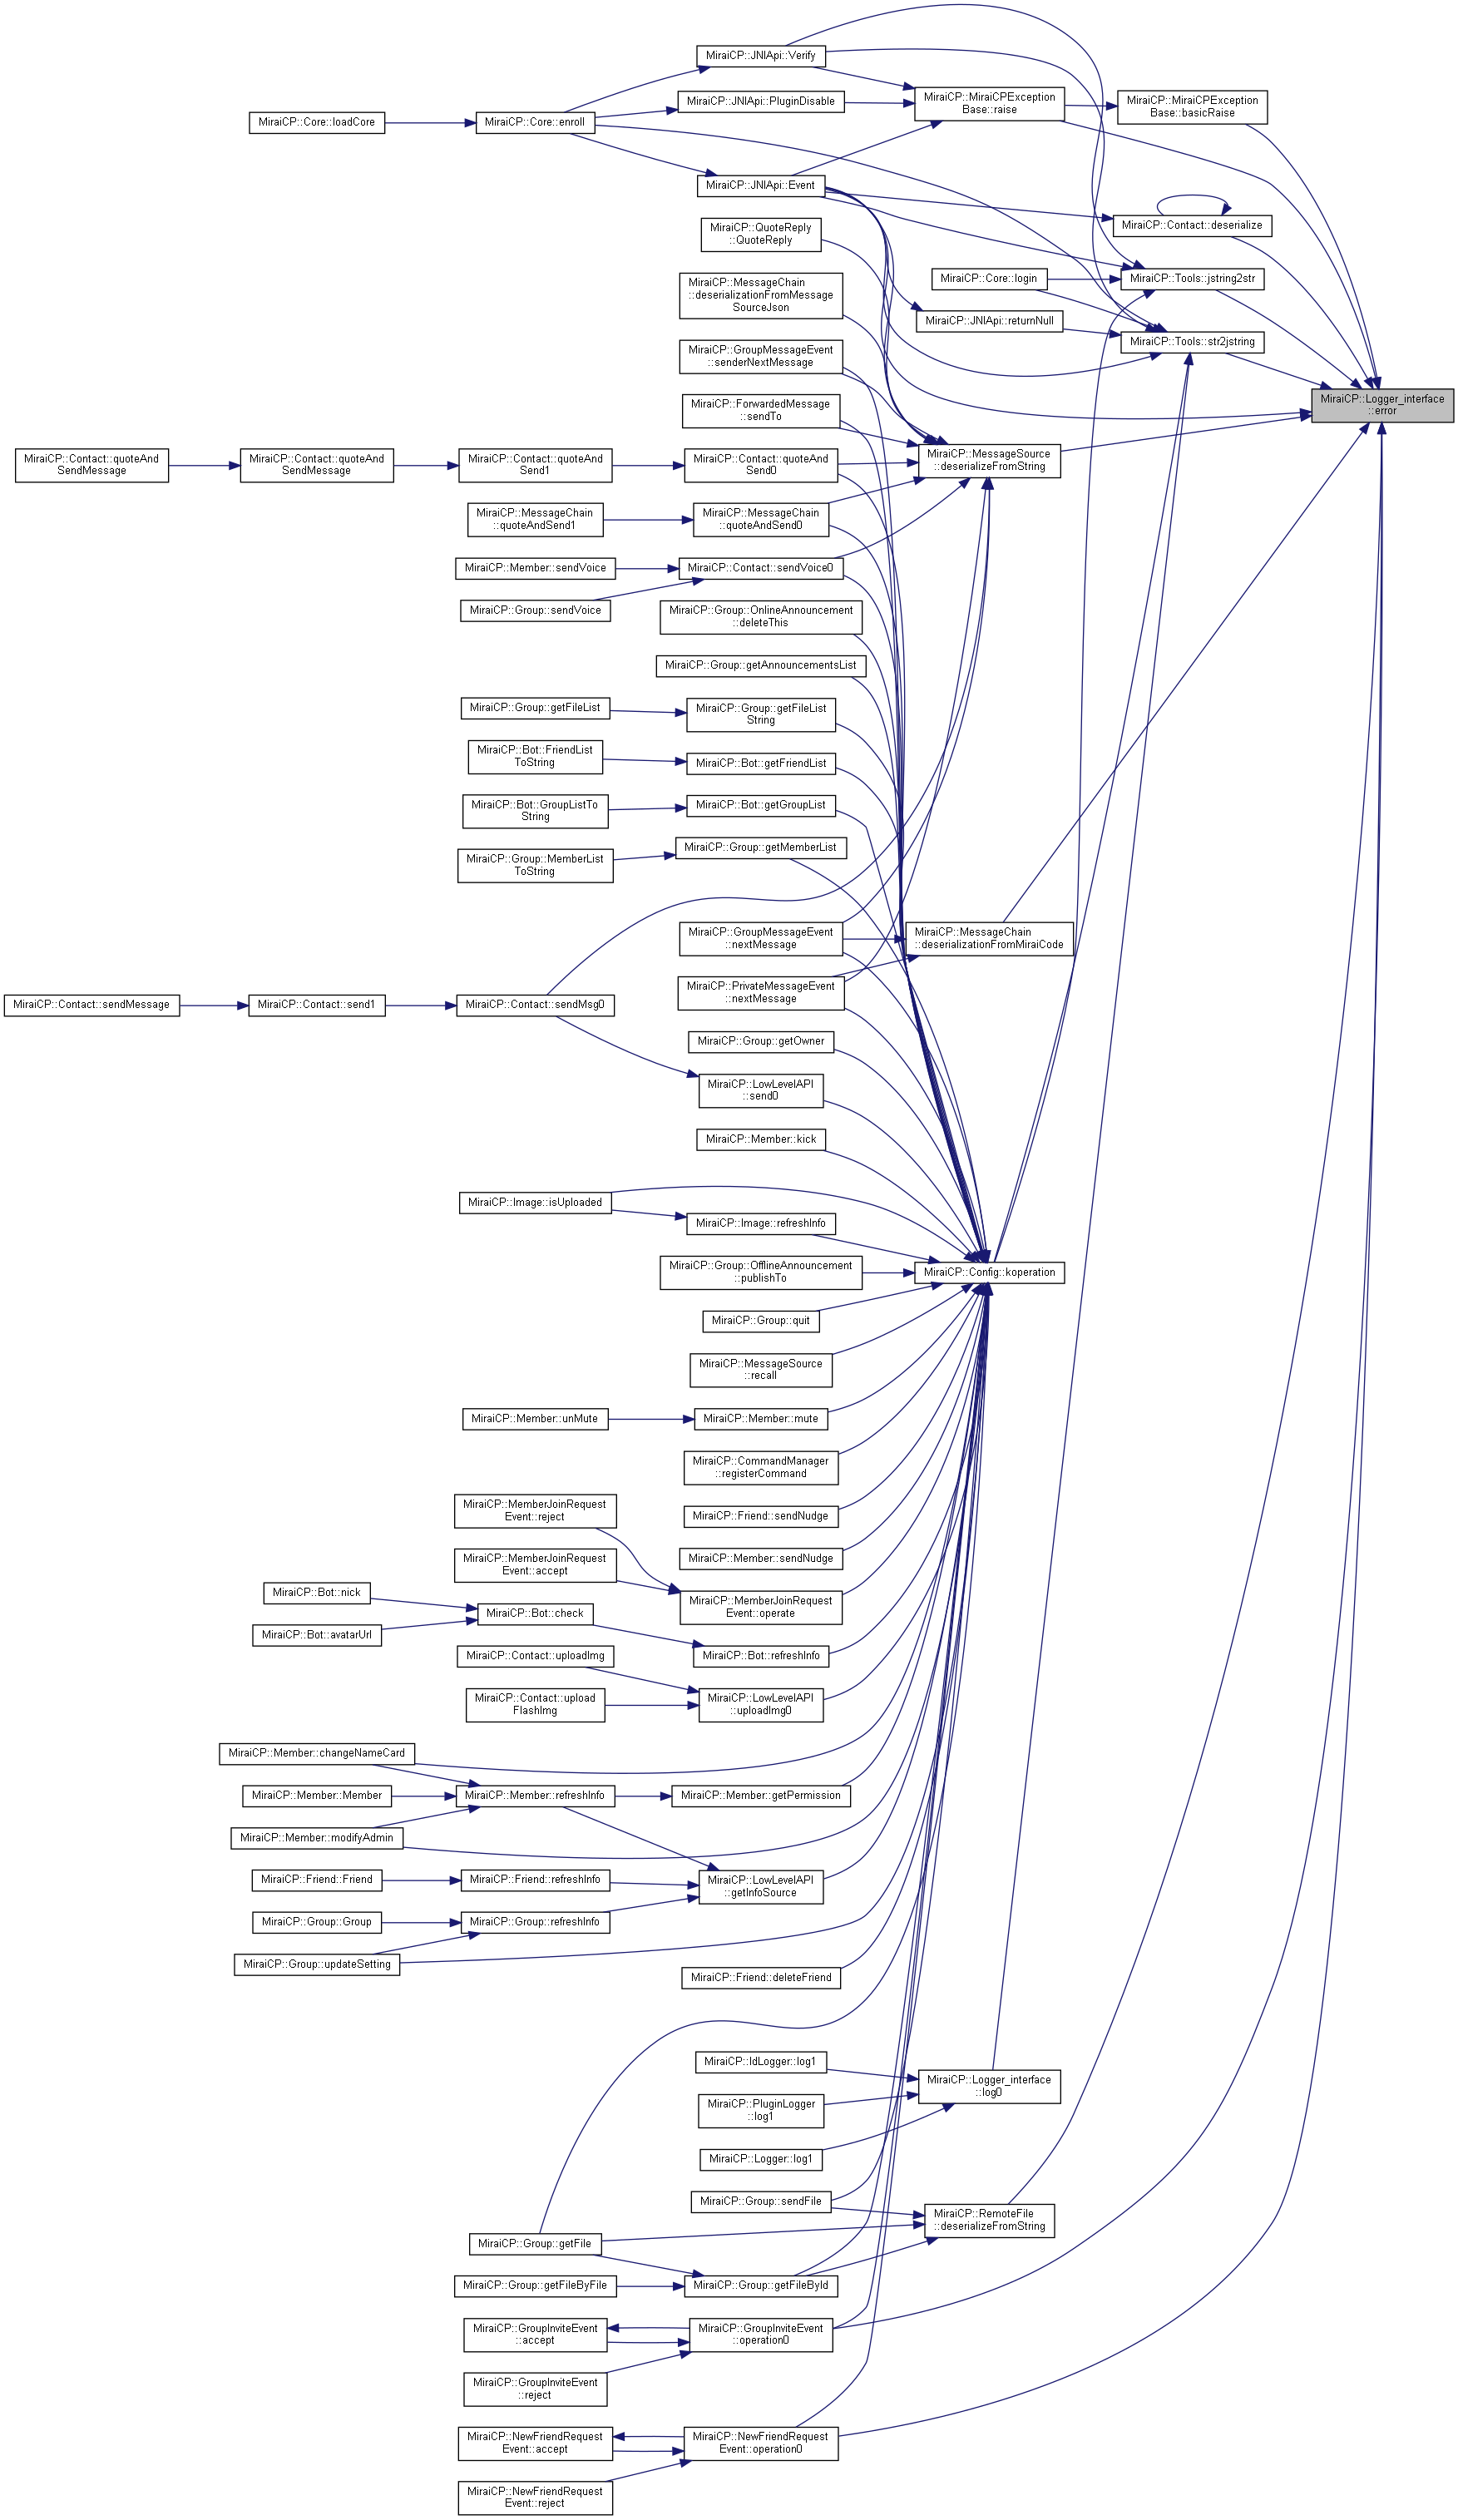 MiraiCP::JNIApi::Verify
MiraiCP::JNIApi::PluginDisable
MiraiCP::MiraiCPException
Base::raise
MiraiCP::MiraiCPException
Base::basicRaise
MiraiCP::Core::loadCore
MiraiCP::Core::enroll
MiraiCP::JNIApi::Event
MiraiCP::QuoteReply
::QuoteReply
MiraiCP::Contact::deserialize
MiraiCP::MessageChain
::deserializationFromMessage
SourceJson
MiraiCP::Core::login
MiraiCP::Tools::jstring2str
MiraiCP::JNIApi::returnNull
MiraiCP::Tools::str2jstring
MiraiCP::GroupMessageEvent
::senderNextMessage
MiraiCP::ForwardedMessage
::sendTo
MiraiCP::Logger_interface
::error
MiraiCP::Contact::quoteAnd
SendMessage
MiraiCP::Contact::quoteAnd
SendMessage
MiraiCP::Contact::quoteAnd
Send1
MiraiCP::Contact::quoteAnd
Send0
MiraiCP::MessageSource
::deserializeFromString
MiraiCP::MessageChain
::quoteAndSend1
MiraiCP::MessageChain
::quoteAndSend0
MiraiCP::Member::sendVoice
MiraiCP::Contact::sendVoice0
MiraiCP::Group::sendVoice
MiraiCP::Group::OnlineAnnouncement
::deleteThis
MiraiCP::Group::getAnnouncementsList
MiraiCP::Group::getFileList
MiraiCP::Group::getFileList
String
MiraiCP::Bot::FriendList
ToString
MiraiCP::Bot::getFriendList
MiraiCP::Bot::GroupListTo
String
MiraiCP::Bot::getGroupList
MiraiCP::Group::MemberList
ToString
MiraiCP::Group::getMemberList
MiraiCP::GroupMessageEvent
::nextMessage
MiraiCP::MessageChain
::deserializationFromMiraiCode
MiraiCP::PrivateMessageEvent
::nextMessage
MiraiCP::Contact::sendMessage
MiraiCP::Contact::send1
MiraiCP::Contact::sendMsg0
MiraiCP::Group::getOwner
MiraiCP::LowLevelAPI
::send0
MiraiCP::Member::kick
MiraiCP::Image::isUploaded
MiraiCP::Image::refreshInfo
MiraiCP::Group::OfflineAnnouncement
::publishTo
MiraiCP::Config::koperation
MiraiCP::Group::quit
MiraiCP::MessageSource
::recall
MiraiCP::Member::unMute
MiraiCP::Member::mute
MiraiCP::CommandManager
::registerCommand
MiraiCP::Friend::sendNudge
MiraiCP::MemberJoinRequest
Event::reject
MiraiCP::Member::sendNudge
MiraiCP::MemberJoinRequest
Event::accept
MiraiCP::MemberJoinRequest
Event::operate
MiraiCP::Bot::nick
MiraiCP::Bot::check
MiraiCP::Bot::avatarUrl
MiraiCP::Bot::refreshInfo
MiraiCP::Contact::uploadImg
MiraiCP::Contact::upload
FlashImg
MiraiCP::LowLevelAPI
::uploadImg0
MiraiCP::Member::changeNameCard
MiraiCP::Member::Member
MiraiCP::Member::refreshInfo
MiraiCP::Member::getPermission
MiraiCP::Member::modifyAdmin
MiraiCP::Friend::Friend
MiraiCP::Friend::refreshInfo
MiraiCP::LowLevelAPI
::getInfoSource
MiraiCP::Group::Group
MiraiCP::Group::refreshInfo
MiraiCP::Group::updateSetting
MiraiCP::Friend::deleteFriend
MiraiCP::IdLogger::log1
MiraiCP::Logger_interface
::log0
MiraiCP::PluginLogger
::log1
MiraiCP::Logger::log1
MiraiCP::Group::sendFile
MiraiCP::RemoteFile
::deserializeFromString
MiraiCP::Group::getFile
MiraiCP::Group::getFileByFile
MiraiCP::Group::getFileById
MiraiCP::GroupInviteEvent
::accept
MiraiCP::GroupInviteEvent
::operation0
MiraiCP::GroupInviteEvent
::reject
MiraiCP::NewFriendRequest
Event::accept
MiraiCP::NewFriendRequest
Event::operation0
MiraiCP::NewFriendRequest
Event::reject